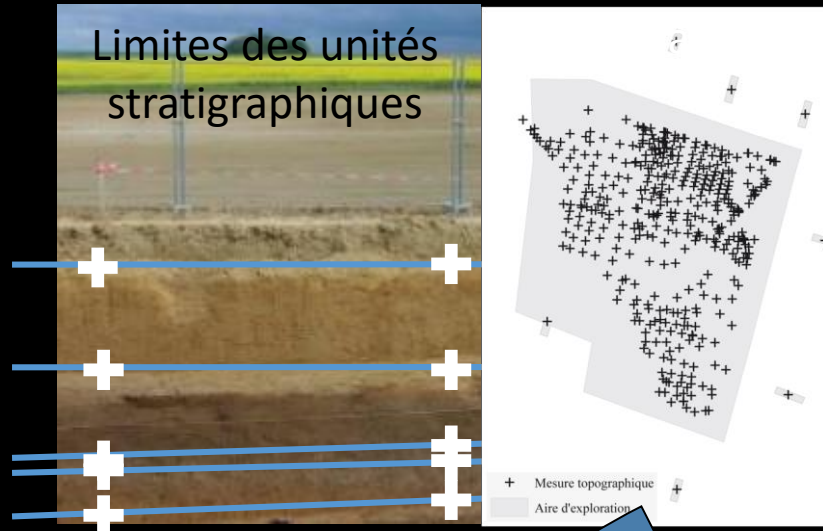 Limites des unités
stratigraphiques
Mesure topographique
Aire d'exploration